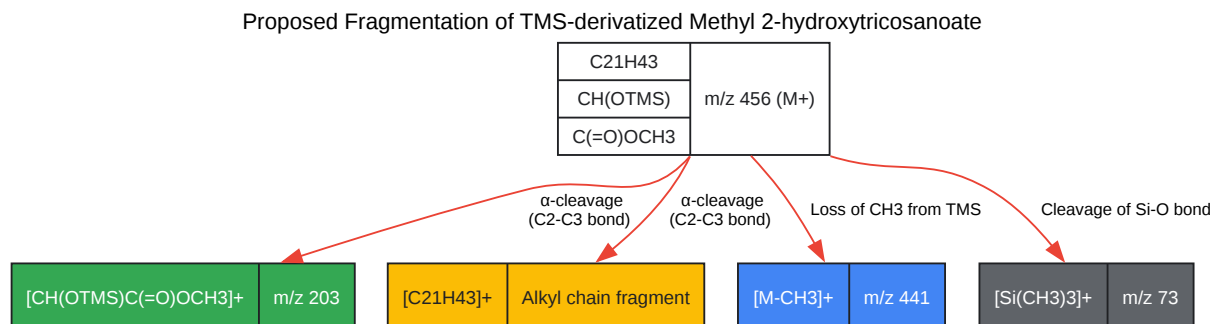 Proposed Fragmentation of TMS-derivatized Methyl 2-hydroxytricosanoate
C21H43
CH(OTMS)
C(=O)OCH3
m/z 456 (M+)
α-cleavage
(C2-C3 bond)
α-cleavage
(C2-C3 bond)
Loss of CH3 from TMS
Cleavage of Si-O bond
[CH(OTMS)C(=O)OCH3]+
m/z 203
[C21H43]+
Alkyl chain fragment
[M-CH3]+
m/z 441
[Si(CH3)3]+
m/z 73